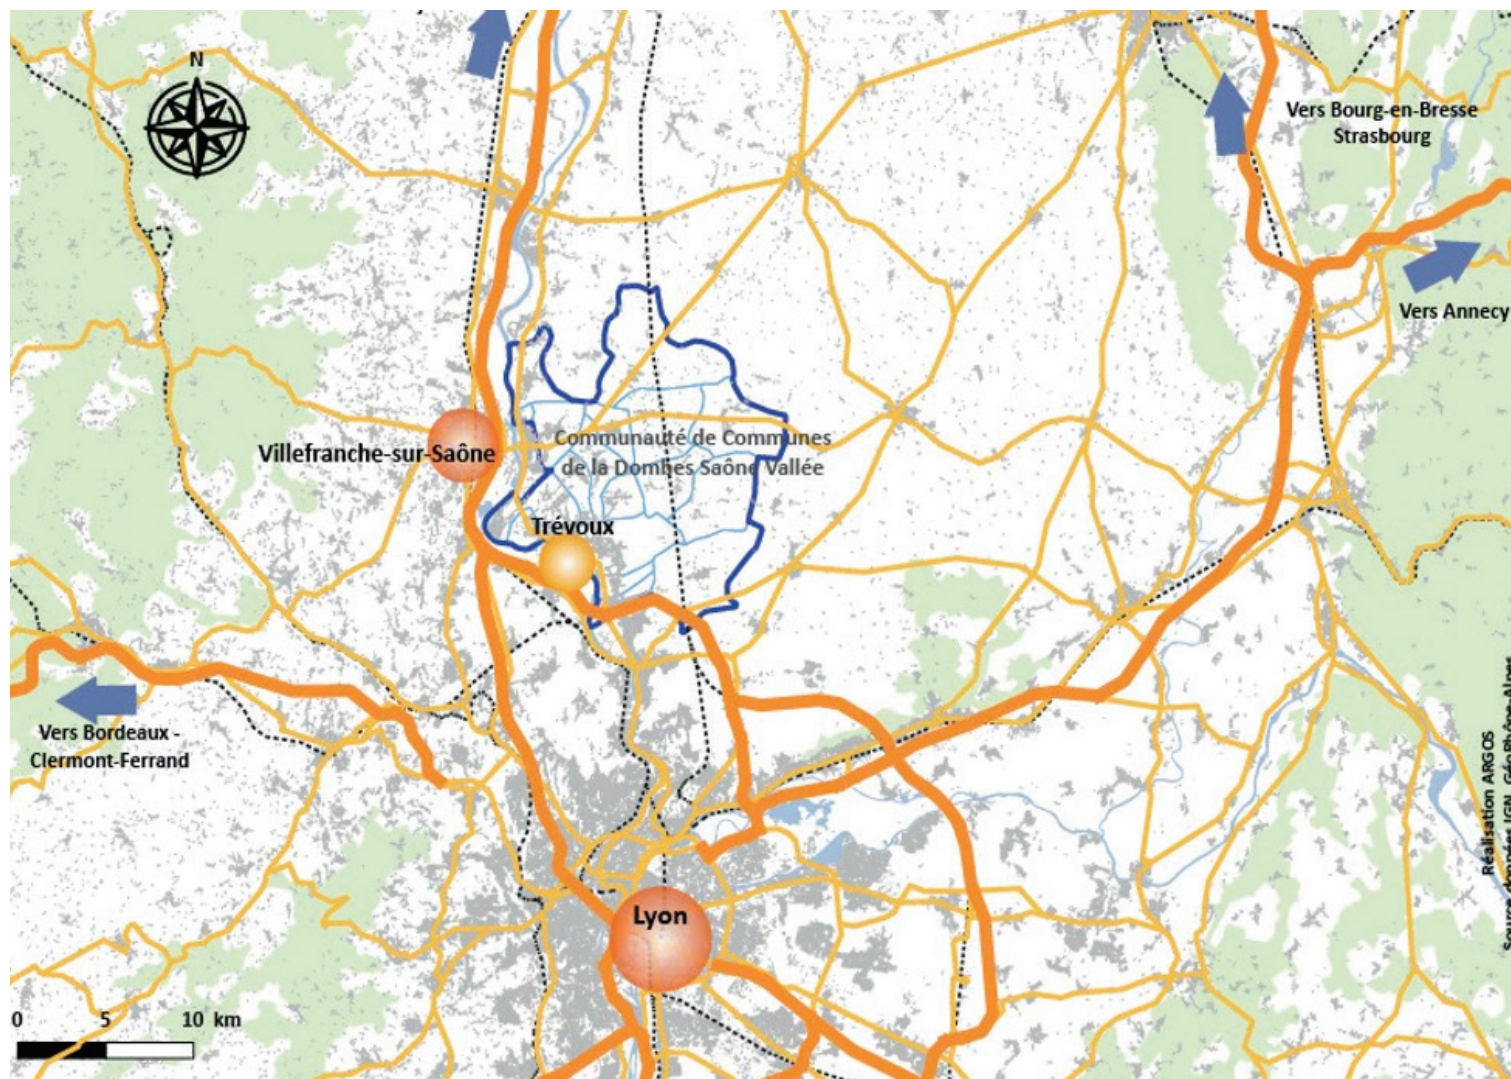 N
Vers Bourg-en-Bresse
Strasbourg
Vers Annecy
Villefranche-sur-Saône
Communauté de Communes
de la Dombes Saône Vallée
Trévoux
Vers Bordeaux -
Clermont-Ferrand
Lyon
0 5 10 km
Réalisation ARGOS